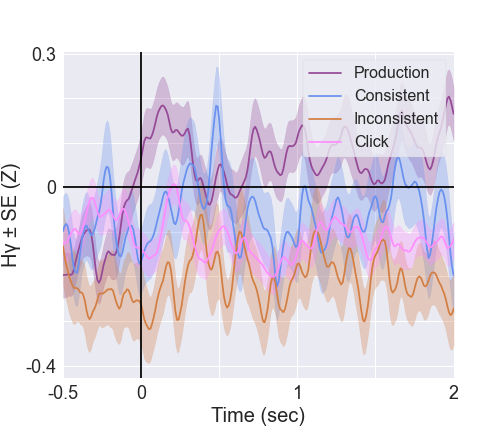 0.3
0
-0.4
Hγ ± SE (Z)
Production
Consistent
Inconsistent
Click
-0.5 0 1 2
Time (sec)